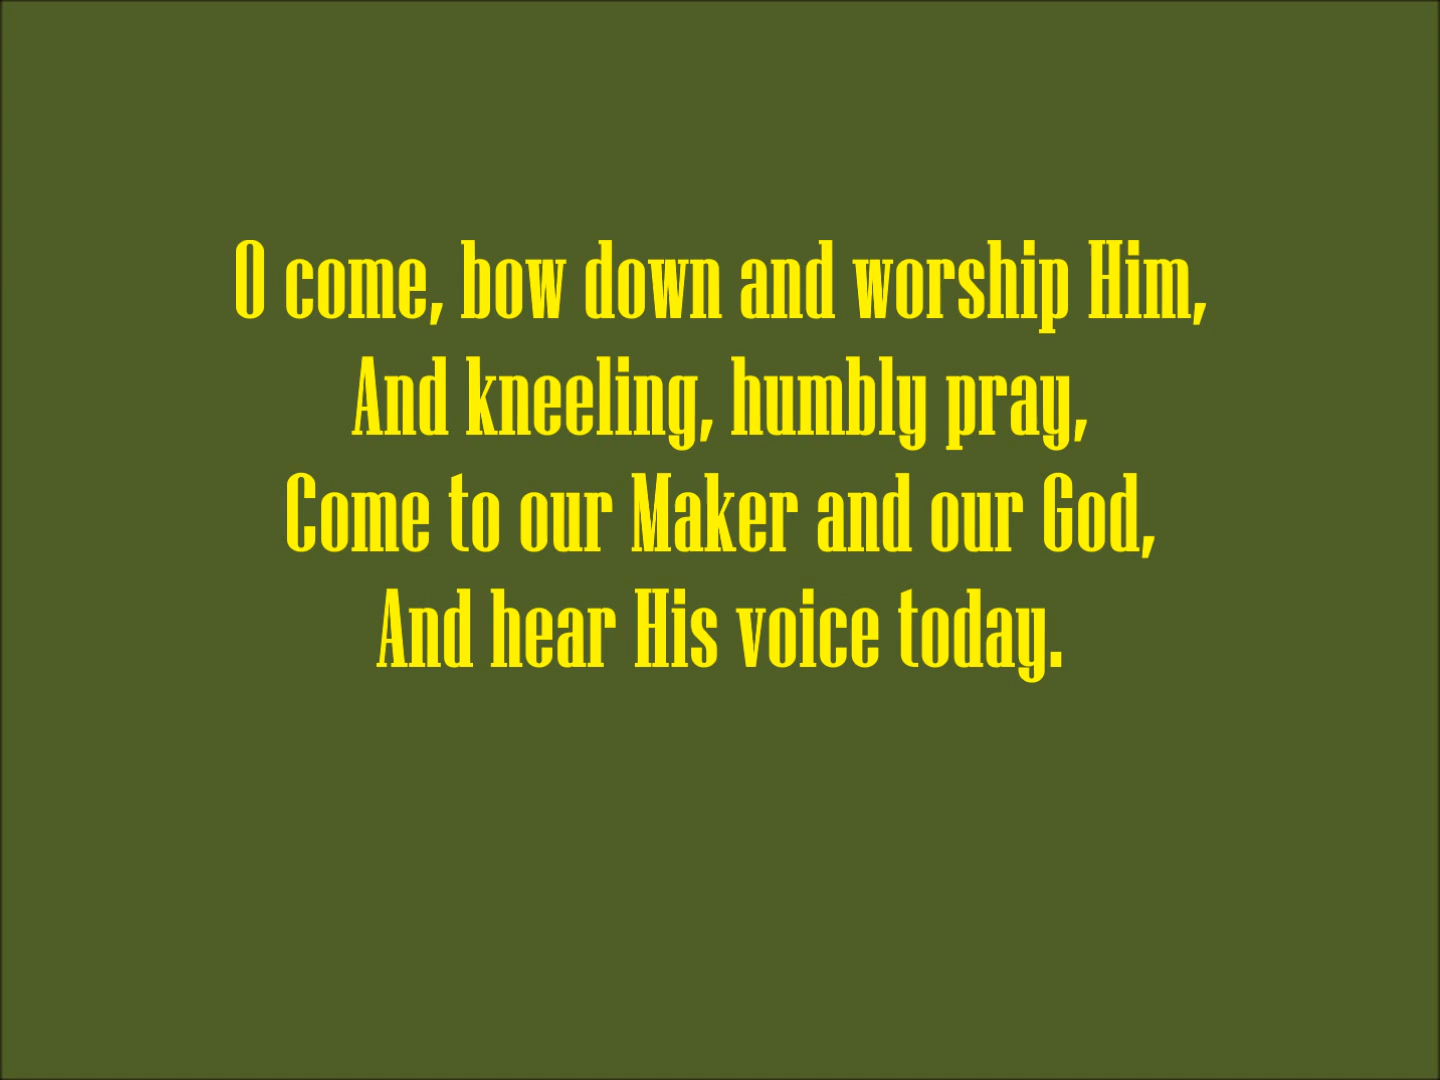 O come, bow down and worship Him,
And kneeling, humbly pray,
Come to our Maker and our God,
And hear His voice today.